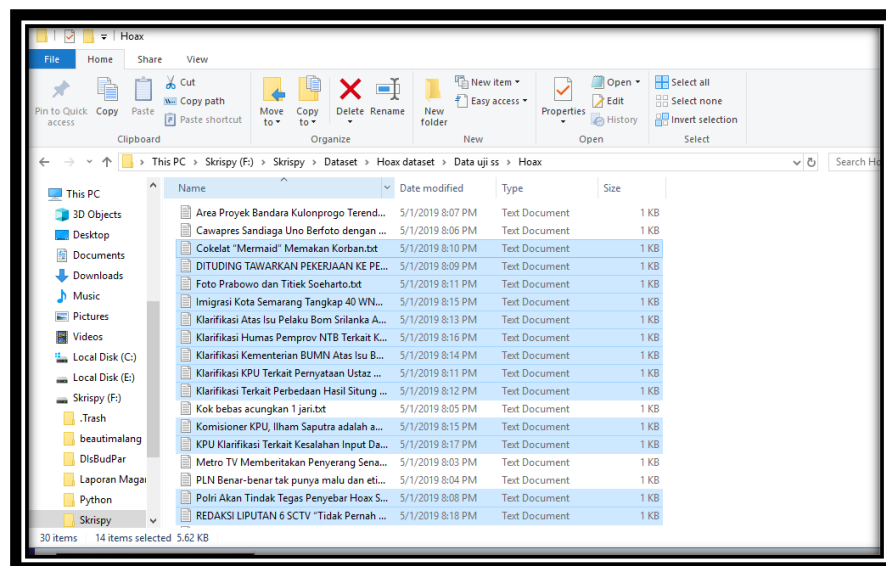 Hoax
File Home Share View
Pin to Quick access
Copy
Paste
Cut
Copy path
Paste shortcut
Move to
Copy to
Delete
Rename
New folder
New item
Easy access
Properties
Open
Edit
History
Select all
Select none
Invert selection
Clipboard Organize New Open Select
This PC > Skrispy (F:) > Skrispy > Dataset > Hoax dataset > Data uji ss > Hoax
Search Ho
This PC
3D Objects
Desktop
Documents
Downloads
Music
Pictures
Videos
Local Disk (C:)
Local Disk (E:)
Skrispy (F:)
.Trash
beautimalang
DIsBudPar
Laporan Magan
Python
Skrispy
Name Date modified Type Size
Area Proyek Bandara Kulonprogo Terend... 5/1/2019 8:07 PM Text Document 1 KB
Cawapres Sandiaga Uno Berfoto dengan ... 5/1/2019 8:06 PM Text Document 1 KB
Cokelat "Mermaid" Memakan Korban.txt 5/1/2019 8:10 PM Text Document 1 KB
DITUDING TAWARKAN PEKERJAAN KE PE... 5/1/2019 8:09 PM Text Document 1 KB
Foto Prabowo dan Titiek Soeharto.txt 5/1/2019 8:11 PM Text Document 1 KB
Imigrasi Kota Semarang Tangkap 40 WN... 5/1/2019 8:15 PM Text Document 1 KB
Klarifikasi Atas Isu Pelaku Bom Srilanka A... 5/1/2019 8:13 PM Text Document 1 KB
Klarifikasi Humas Pemprov NTB Terkait K... 5/1/2019 8:16 PM Text Document 1 KB
Klarifikasi Kementerian BUMN Atas Isu B... 5/1/2019 8:14 PM Text Document 1 KB
Klarifikasi KPU Terkait Pernyataan Ustaz ... 5/1/2019 8:11 PM Text Document 1 KB
Klarifikasi Terkait Perbedaan Hasil Situng ... 5/1/2019 8:12 PM Text Document 1 KB
Kok bebas acungkan 1 jari.txt 5/1/2019 8:05 PM Text Document 1 KB
Komisioner KPU, Ilham Saputra adalah a... 5/1/2019 8:15 PM Text Document 1 KB
KPU Klarifikasi Terkait Kesalahan Input Da... 5/1/2019 8:17 PM Text Document 1 KB
Metro TV Memberitakan Penyerang Sena... 5/1/2019 8:03 PM Text Document 1 KB
PLN Benar-benar tak punya malu dan eti... 5/1/2019 8:04 PM Text Document 1 KB
Polri Akan Tindak Tegas Penyebar Hoax S... 5/1/2019 8:08 PM Text Document 1 KB
REDAKSI LIPUTAN 6 SCTV "Tidak Pernah ... 5/1/2019 8:18 PM Text Document 1 KB
30 items 14 items selected 5.62 KB